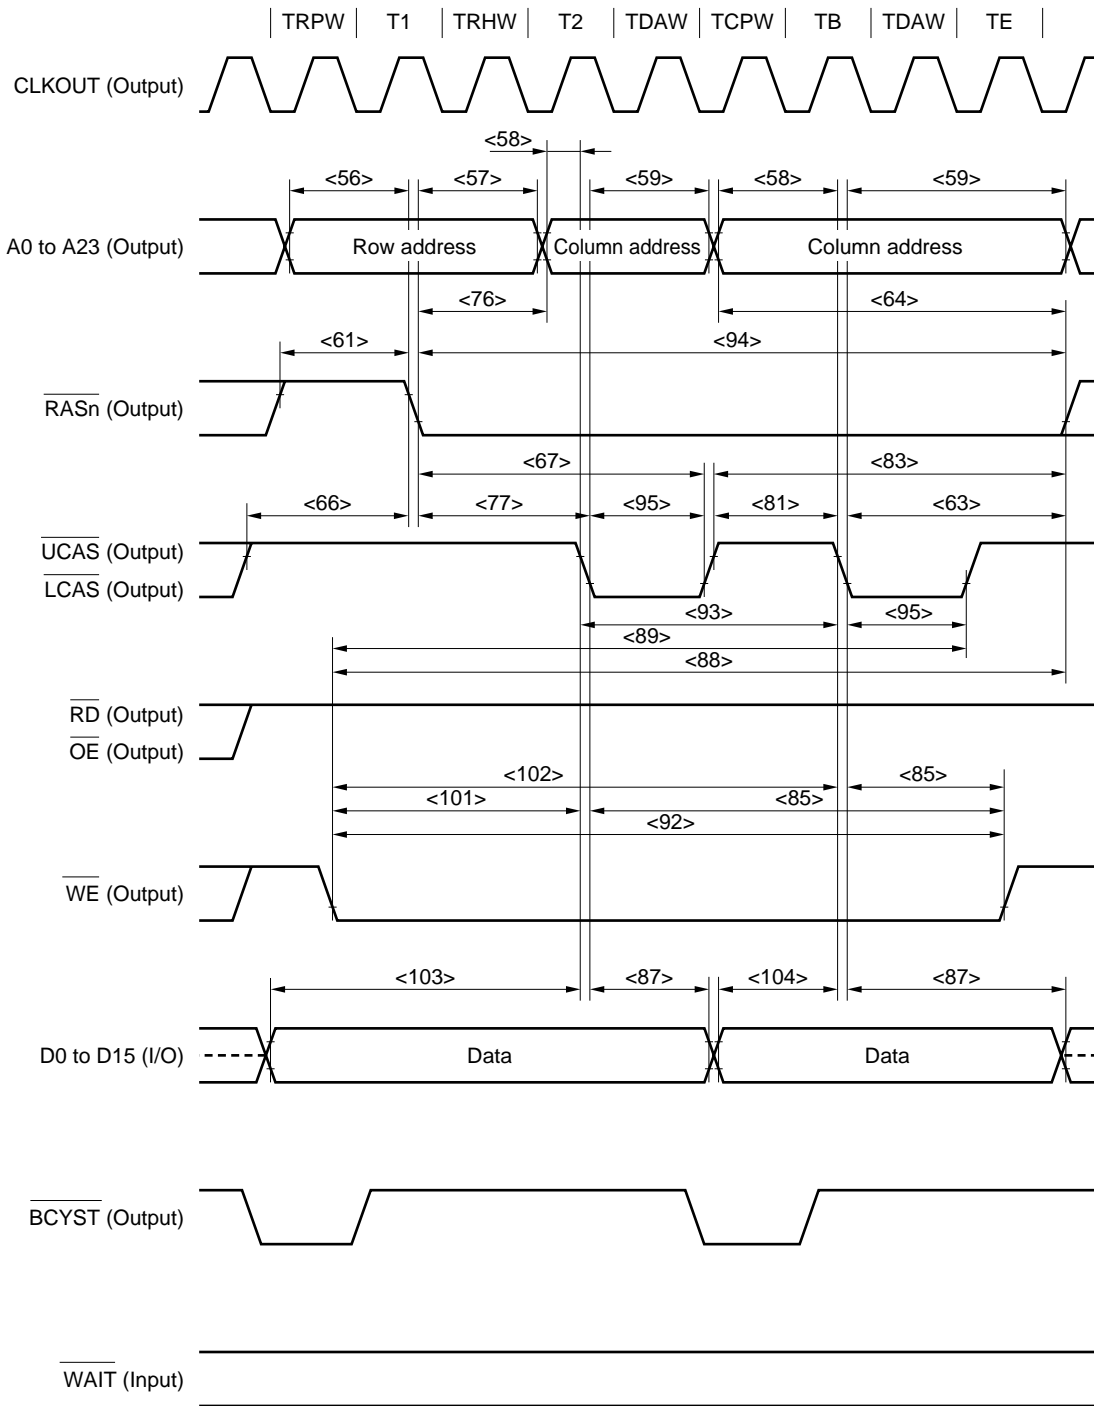 TRPW T1 TRHW T2 TDAW TCPW TB TDAW TE
CLKOUT (Output)
<58>
<56> <57> <59> <58> <59>
A0 to A23 (Output) Row address Column address Column address
<76> <64>
<61> <94>
RASn (Output)
<67> <83>
<66> <77> <95> <81> <63>
UCAS (Output)
LCAS (Output)
<93> <95>
<89>
<88>
RD (Output)
OE (Output)
<102> <85>
<101> <85>
<92>
WE (Output)
<103> <87> <104> <87>
D0 to D15 (I/O) Data Data
BCYST (Output)
WAIT (Input)